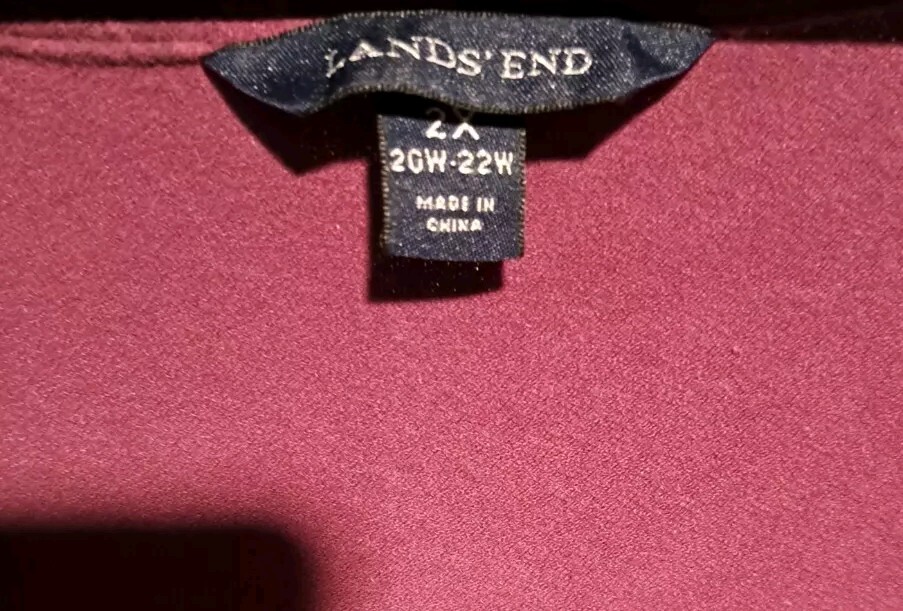 LANDS' END
2X
20W-22W
MADE IN
CHINA